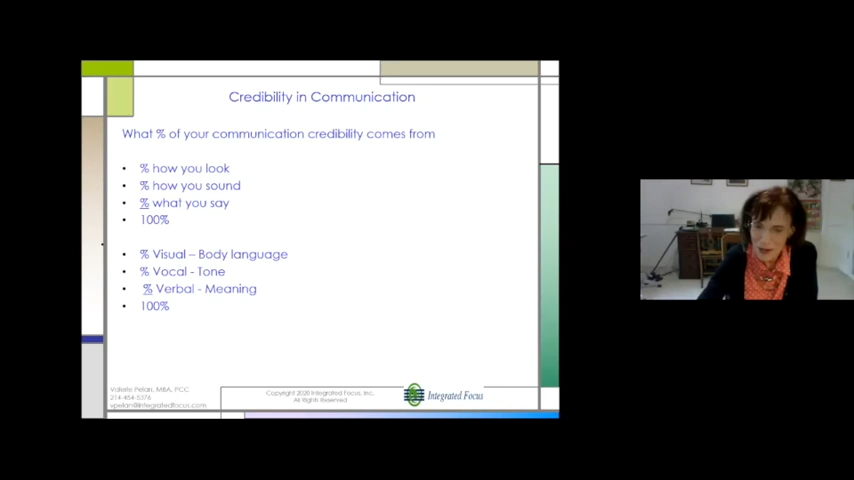 Credibility in Communication
What % of your communication credibility comes from
• % how you look
• % how you sound
• % what you say
• 100%
• % Visual – Body language
• % Vocal - Tone
• % Verbal - Meaning
• 100%
Valerie Pelan, MBA, PCC
214-454-5376
vpelan@integratedfocus.com
Copyright 2020 Integrated Focus, Inc.
All Rights Reserved
Integrated Focus